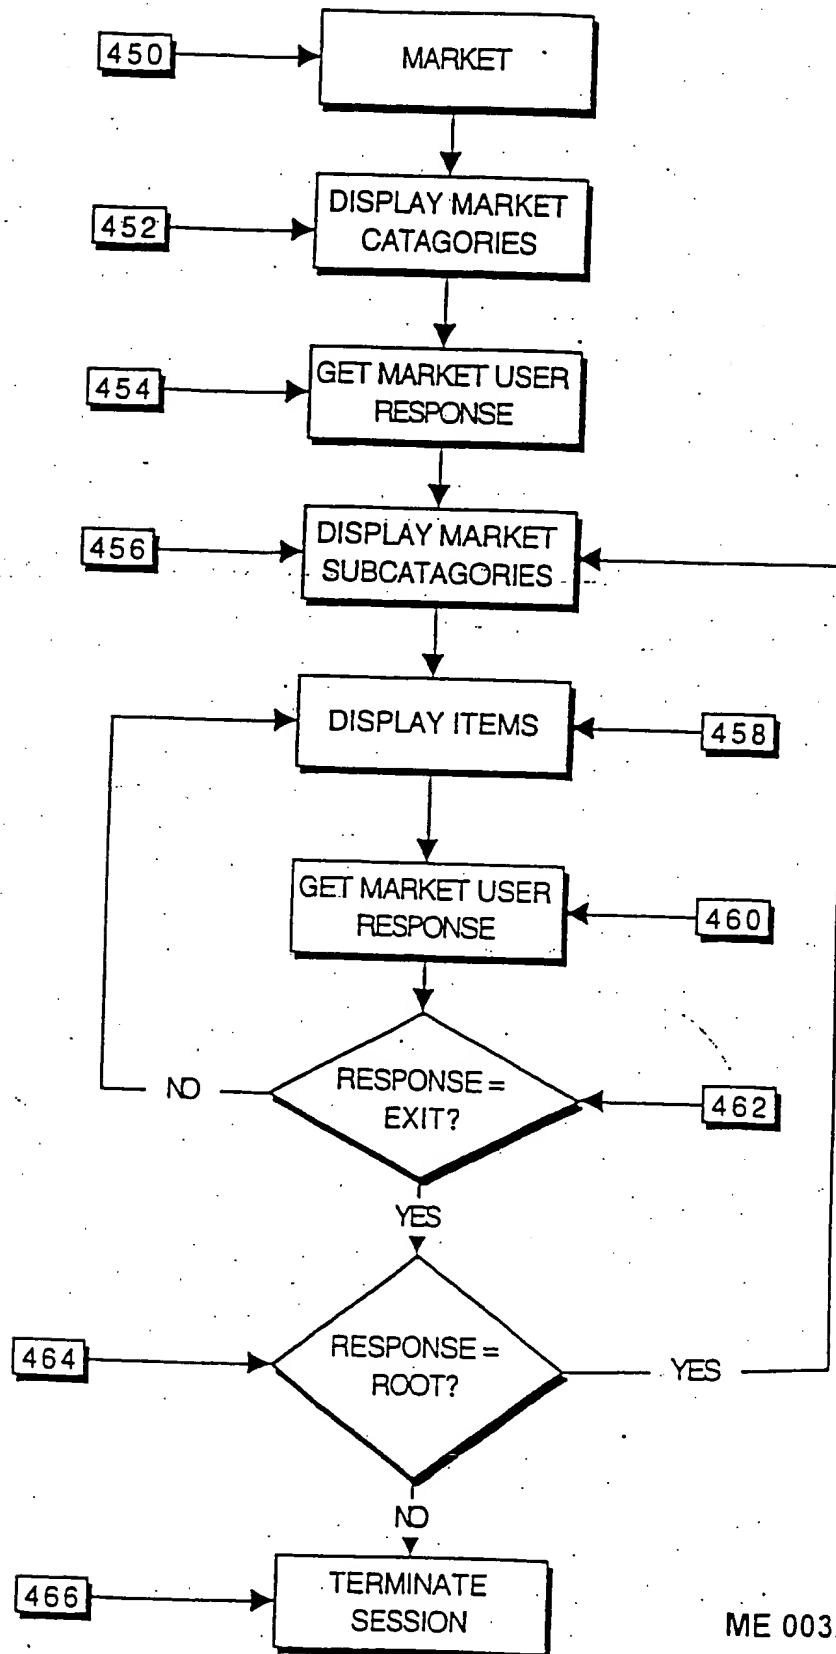 450
MARKET
452
DISPLAY MARKET
CATAGORIES
454
GET MARKET USER
RESPONSE
456
DISPLAY MARKET
SUBCATAGORIES
DISPLAY ITEMS
458
GET MARKET USER
RESPONSE
460
NO
RESPONSE =
EXIT?
462
YES
464
RESPONSE =
ROOT?
YES
NO
466
TERMINATE
SESSION
ME 003